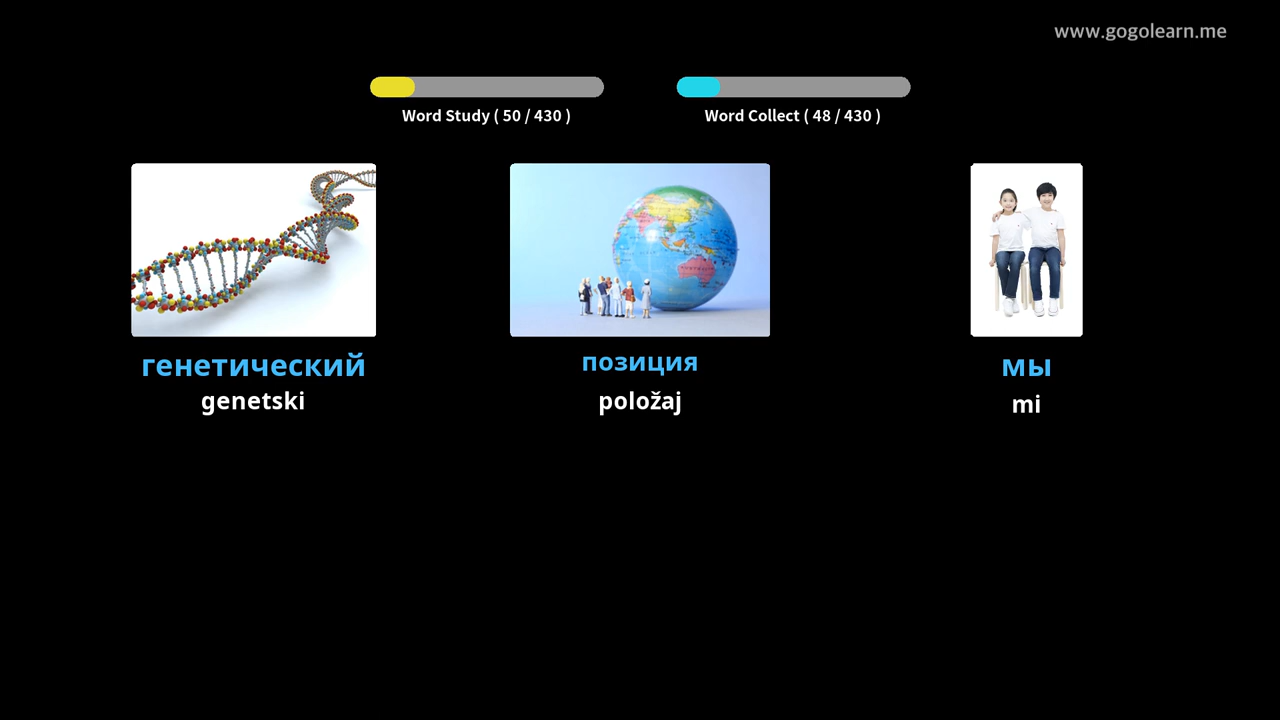 www.gogolearn.me
Word Study ( 50 / 430 )
Word Collect ( 48 / 430 )
генетический
genetski
позиция
položaj
мы
mi